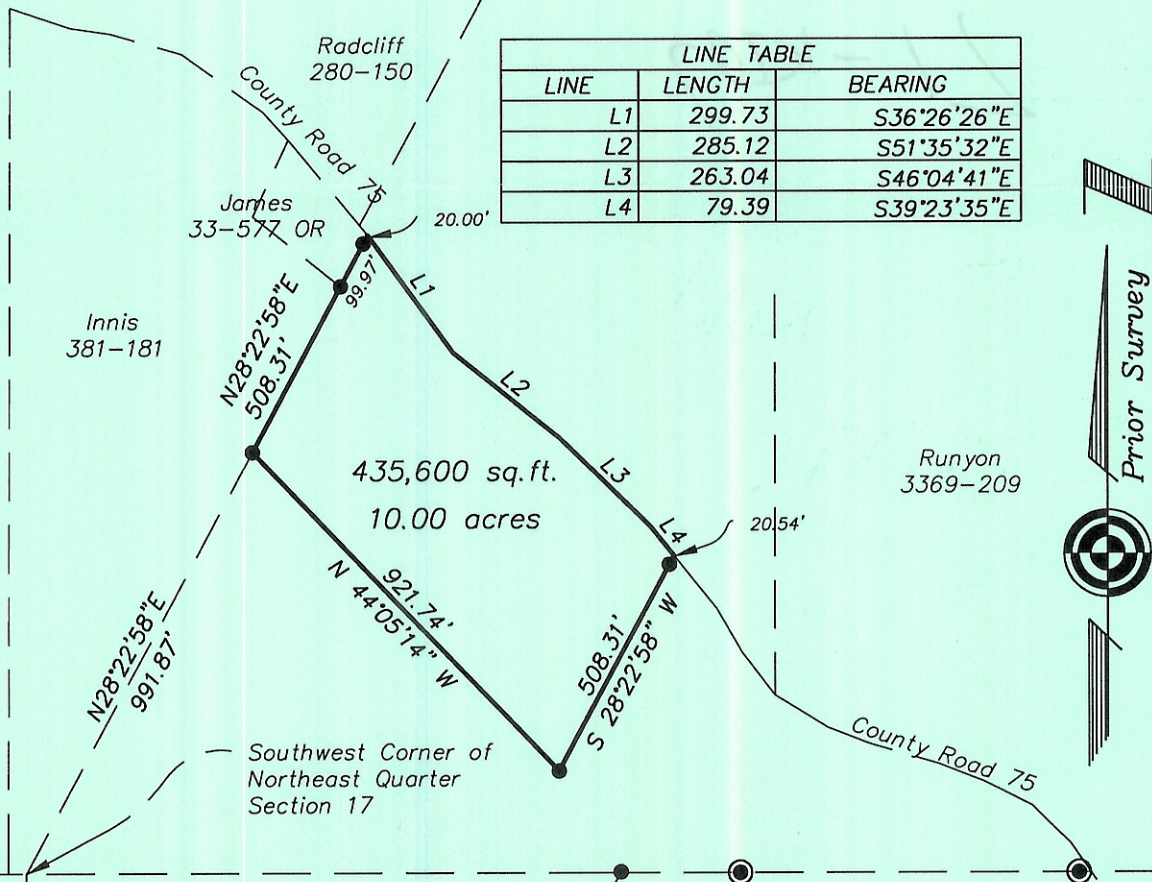 Radcliff
280-150
County Road 75
LINE TABLE
LINE LENGTH BEARING
L1 299.73 S36°26'26"E
L2 285.12 S51°35'32"E
L3 263.04 S46°04'41"E
L4 79.39 S39°23'35"E
James
33-577 OR
20.00'
99.97'
L1
Innis
381-181
N28°22'58"E
508.31'
L2
Prior Survey
435,600 sq.ft.
10.00 acres
L3
Runyon
3369-209
L4
20.54'
921.74'
N 44°05'14" W
508.31'
S 28°22'58" W
N28°22'58"E
991.87'
Southwest Corner of
Northeast Quarter
Section 17
County Road 75